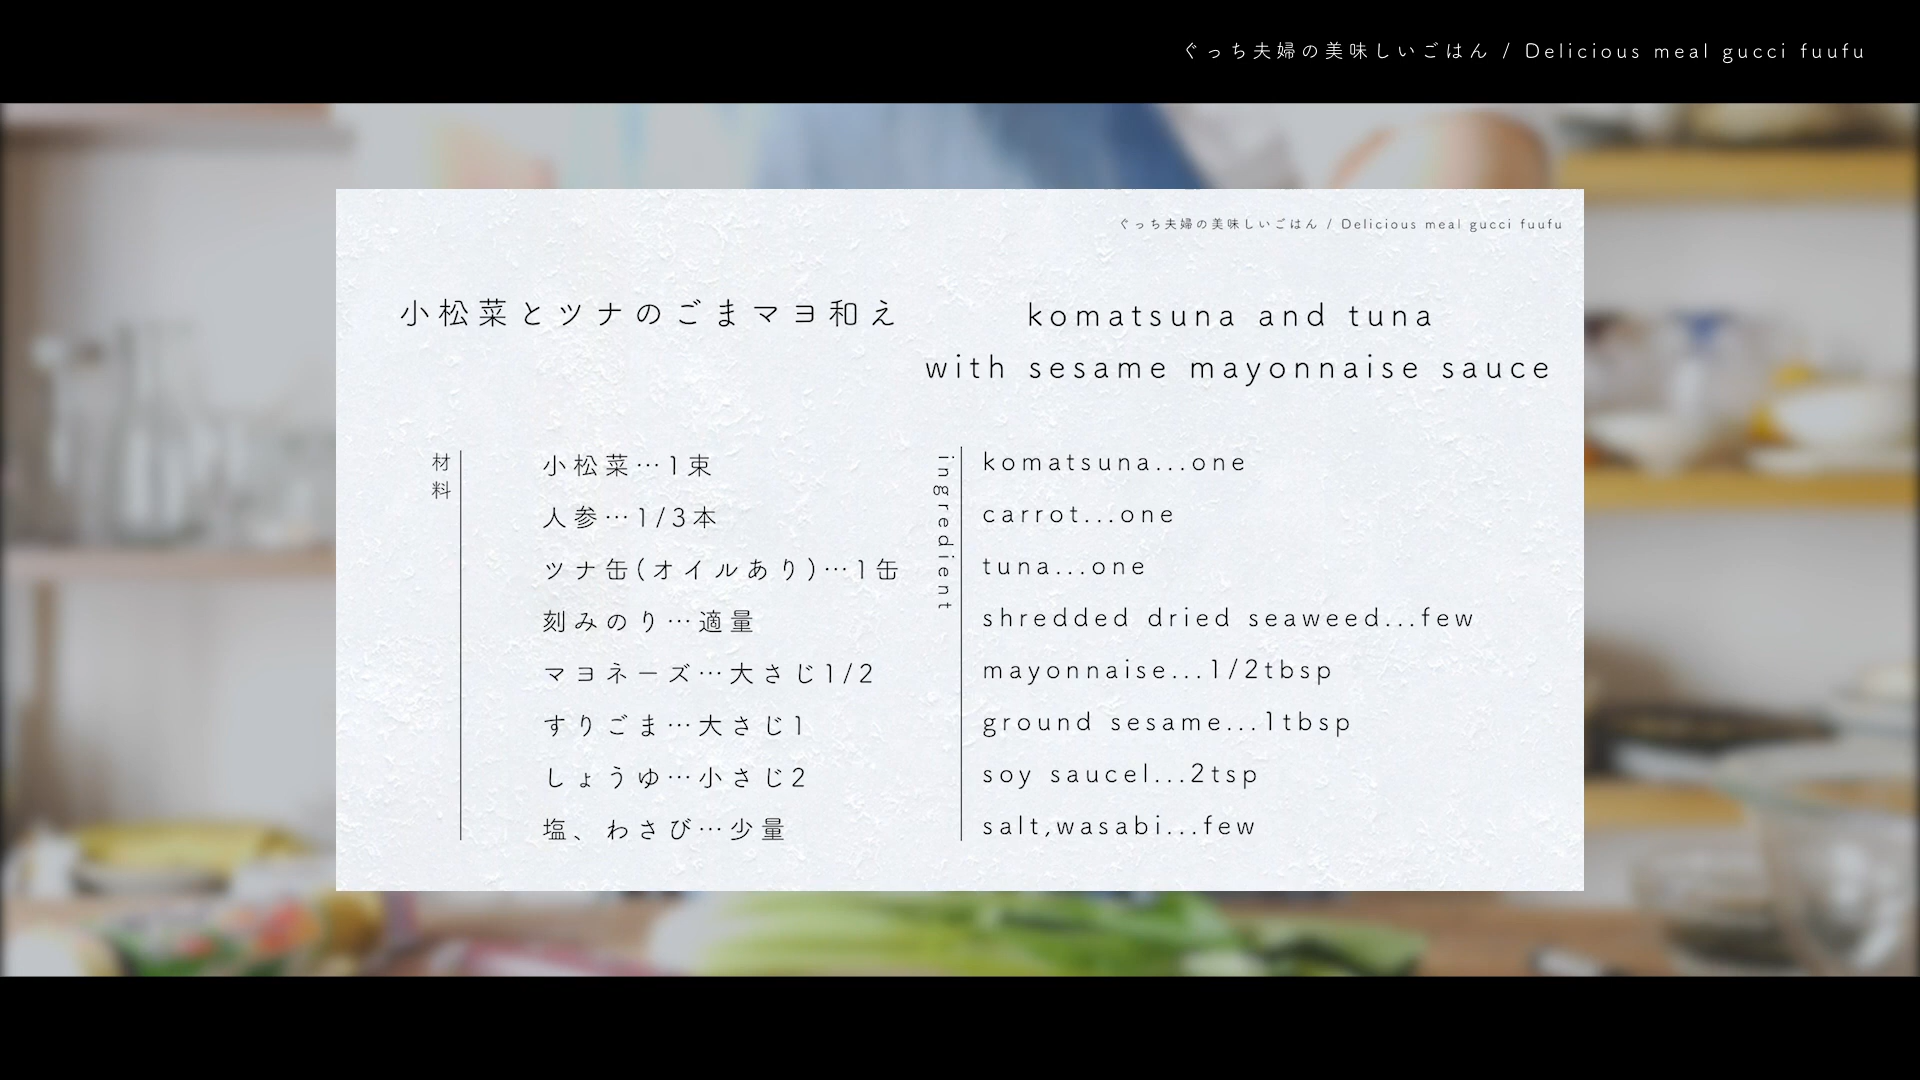 ぐっち夫婦の美味しいごはん / Delicious meal gucci fuufu
ぐっち夫婦の美味しいごはん / Delicious meal gucci fuufu
小松菜とツナのごまマヨ和え
材料
小松菜…1束
人参…1/3本
ツナ缶(オイルあり)…1缶
刻みのり…適量
マヨネーズ…大さじ1/2
すりごま…大さじ1
しょうゆ…小さじ2
塩、わさび…少量
komatsuna and tuna
with sesame mayonnaise sauce
ingredient
komatsuna...one
carrot...one
tuna...one
shredded dried seaweed...few
mayonnaise...1/2tbsp
ground sesame...1tbsp
soy saucel...2tsp
salt,wasabi...few